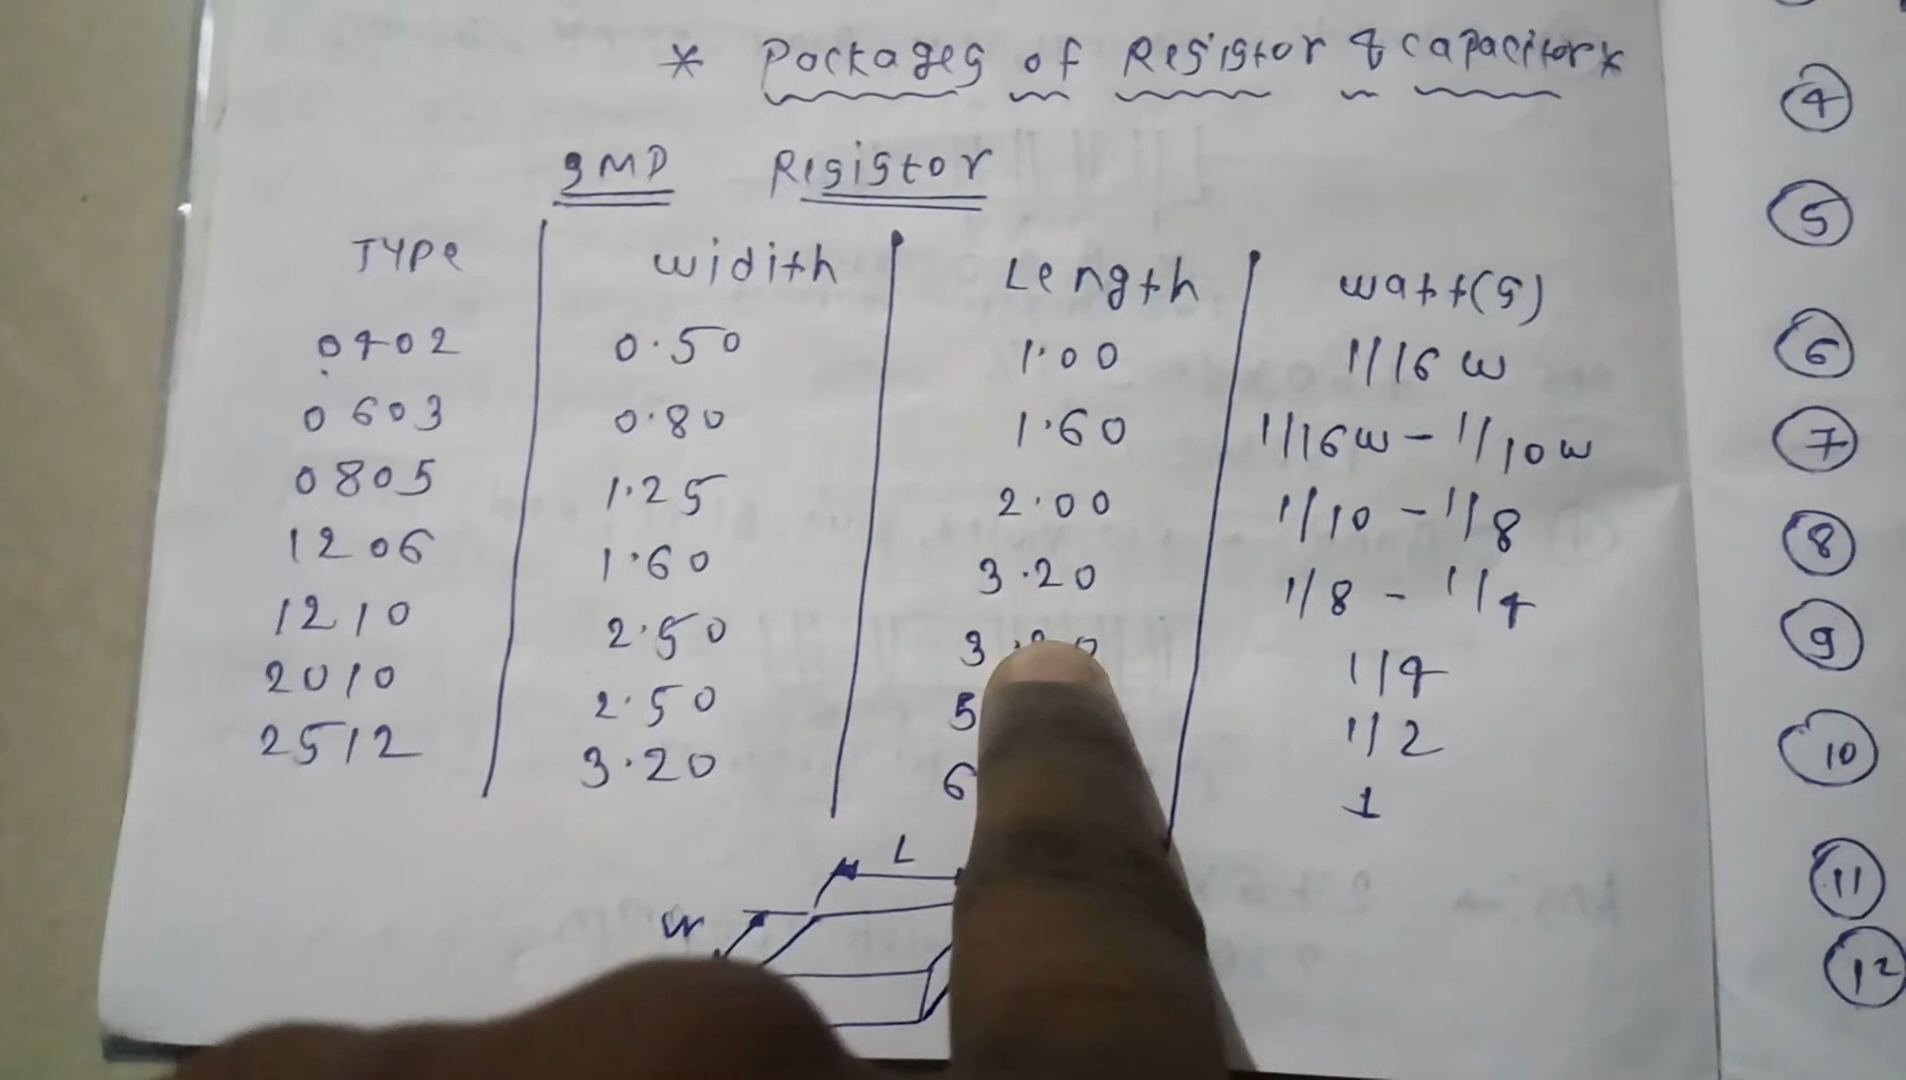 * Packages of Resistor & capacitor *
SMD Resistor
TYPe widith Length watt(s)
0402 0.50 1.00 1/16 w
0603 0.80 1.60 1/16w - 1/10w
0805 1.25 2.00 1/10 - 1/8
1206 1.60 3.20 1/8 - 1/4
1210 2.50 1/4
2010 2.50 5 1/2
2512 3.20 6 1
L
W
4
5
6
7
8
9
10
11
12